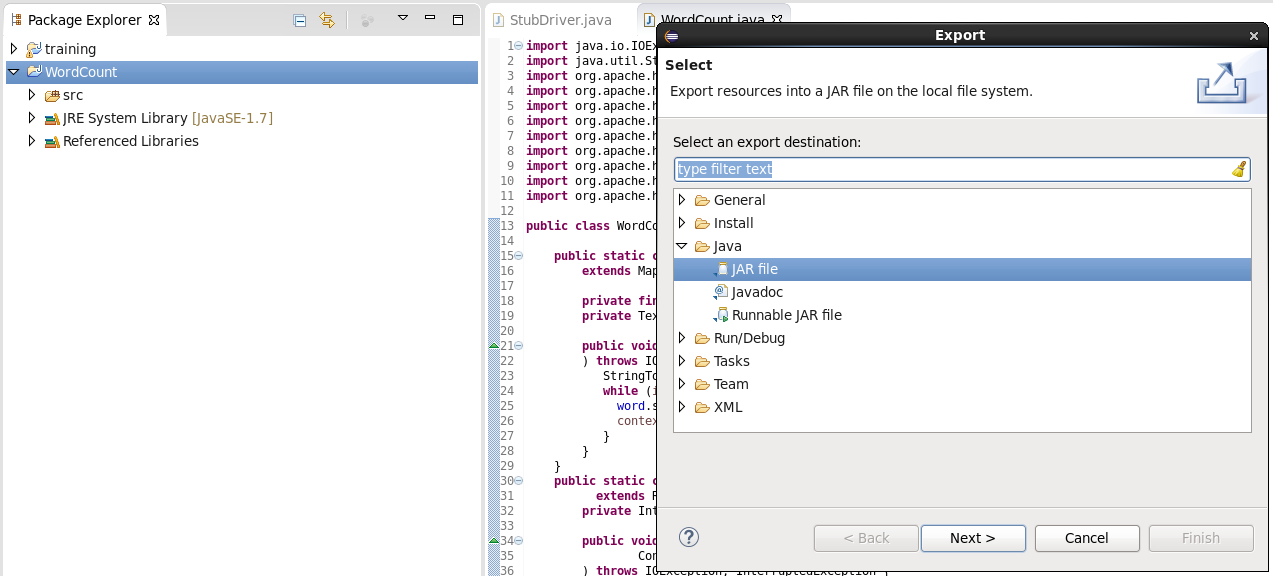 Package Explorer
training
WordCount
src
JRE System Library [JavaSE-1.7]
Referenced Libraries
StubDriver.java
WordCount.java
1 import java.io.IOEx
2 import java.util.St
3 import org.apache.h
4 import org.apache.h
5 import org.apache.h
6 import org.apache.h
7 import org.apache.h
8 import org.apache.h
9 import org.apache.h
10 import org.apache.h
11 import org.apache.h
12
13 public class WordCo
14
15 public static c
16 extends Map
17
18 private fin
19 private Tex
20
21 public void
22 ) throws IO
23 StringTo
24 while (i
25 word.s
26 contex
27 }
28 }
29 }
30 public static c
31 extends R
32 private Int
33
34 public void
35 Con
36 ) throws IOException, InterruptedException {
Export
Select
Export resources into a JAR file on the local file system.
Select an export destination:
type filter text
General
Install
Java
JAR file
Javadoc
Runnable JAR file
Run/Debug
Tasks
Team
XML
?
< Back
Next >
Cancel
Finish